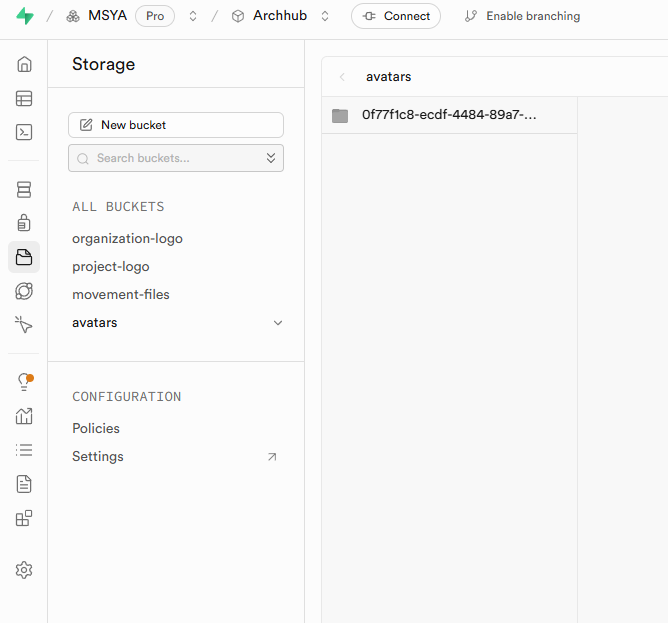 MSYA Pro Archhub Connect Enable branching
Storage
avatars
0f77f1c8-ecdf-4484-89a7-...
New bucket
Search buckets...
ALL BUCKETS
organization-logo
project-logo
movement-files
avatars
CONFIGURATION
Policies
Settings